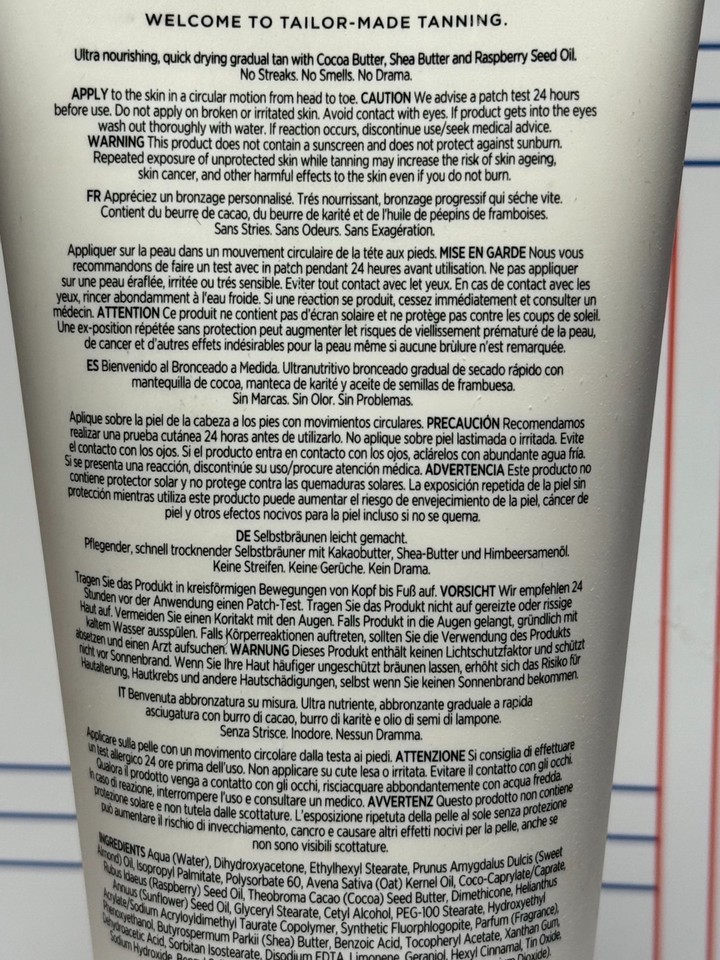 WELCOME TO TAILOR-MADE TANNING.
Ultra nourishing, quick drying gradual tan with Cocoa Butter, Shea Butter and Raspberry Seed Oil.
No Streaks. No Smells. No Drama.
APPLY to the skin in a circular motion from head to toe. CAUTION We advise a patch test 24 hours
before use. Do not apply on broken or irritated skin. Avoid contact with eyes. If product gets into the eyes
wash out thoroughly with water. If reaction occurs, discontinue use/seek medical advice.
WARNING This product does not contain a sunscreen and does not protect against sunburn.
Repeated exposure of unprotected skin while tanning may increase the risk of skin ageing,
skin cancer, and other harmful effects to the skin even if you do not burn.
FR Appréciez un bronzage personnalisé. Trés nourrissant, bronzage progressif qui séche vite.
Contient du beurre de cacao, du beurre de karité et de l'huile de péepins de framboises.
Sans Stries. Sans Odeurs. Sans Exagération.
Appliquer sur la peau dans un mouvement circulaire de la téte aux pieds. MISE EN GARDE Nous vous
recommandons de faire un test avec in patch pendant 24 heures avant utilisation. Ne pas appliquer
sur une peau éraflée, irritée ou trés sensible. Eviter tout contact avec let yeux. En cas de contact avec les
yeux, rincer abondamment à l'eau froide. Si une reaction se produit, cessez immédiatement et consulter un
médecin. ATTENTION Ce produit ne contient pas d'écran solaire et ne protège pas contre les coups de soleil.
Une ex-position répétée sans protection peut augmenter let risques de viellissement prématuré de la peau,
de cancer et d'autres effets indésirables pour la peau même si aucune brùlure n'est remarquée.
ES Bienvenido al Bronceado a Medida. Ultranutritivo bronceado gradual de secado rápido con
mantequilla de cocoa, manteca de karité y aceite de semillas de frambuesa.
Sin Marcas. Sin Olor. Sin Problemas.
Aplique sobre la piel de la cabeza a los pies con movimientos circulares. PRECAUCIÓN Recomendamos
realizar una prueba cutánea 24 horas antes de utilizarlo. No aplique sobre piel lastimada o irritada. Evite
el contacto con los ojos. Si el producto entra en contacto con los ojos, aclárelos con abundante agua fría.
Si se presenta una reacción, discontinúe su uso/procure atención médica. ADVERTENCIA Este producto no
contiene protector solar y no protege contra las quemaduras solares. La exposición repetida de la piel sin
protección mientras utiliza este producto puede aumentar el riesgo de envejecimiento de la piel, cáncer de
piel y otros efectos nocivos para la piel incluso si no se quema.
DE Selbstbräunen leicht gemacht.
Pflegender, schnell trocknender Selbstbräuner mit Kakaobutter, Shea-Butter und Himbeersamenöl.
Keine Streifen. Keine Gerüche. Kein Drama.
Tragen Sie das Produkt in kreisförmigen Bewegungen von Kopf bis Fuß auf. VORSICHT Wir empfehlen 24
Stunden vor der Anwendung einen Patch-Test. Tragen Sie das Produkt nicht auf gereizte oder rissige
Haut auf. Vermeiden Sie einen Koritakt mit den Augen. Falls Produkt in die Augen gelangt, gründlich mit
kaltem Wasser ausspülen. Falls Körperreaktionen auftreten, sollten Sie die Verwendung des Produkts
absetzen und einen Arzt aufsuchen. WARNUNG Dieses Produkt enthält keinen Lichtschutzfaktor und schützt
nicht vor Sonnenbrand. Wenn Sie Ihre Haut häufiger ungeschützt bräunen lassen, erhöht sich das Risiko für
Hautalterung, Hautkrebs und andere Hautschädigungen, selbst wenn Sie keinen Sonnenbrand bekommen.
IT Benvenuta abbronzatura su misura. Ultra nutriente, abbronzante graduale a rapida
asciugatura con burro di cacao, burro di karitè e olio di semi di lampone.
Senza Strisce. Inodore. Nessun Dramma.
Applicare sulla pelle con un movimento circolare dalla testa ai piedi. ATTENZIONE Si consiglia di effettuare
un test allergico 24 ore prima dell'uso. Non applicare su cute lesa o irritata. Evitare il contatto con gli occhi.
Qualora il prodotto venga a contatto con gli occhi, risciacquare abbondantemente con acqua fredda.
In caso di reazione, interrompere l'uso e consultare un medico. AVVERTENZ Questo prodotto non contiene
protezione solare e non tutela dalle scottature. L'esposizione ripetuta della pelle al sole senza protezione
può aumentare il rischio di invecchiamento, cancro e causare altri effetti nocivi per la pelle, anche se
non sono visibili scottature.
INGREDIENTS Aqua (Water), Dihydroxyacetone, Ethylhexyl Stearate, Prunus Amygdalus Dulcis (Sweet
Almond) Oil, Isopropyl Palmitate, Polysorbate 60, Avena Sativa (Oat) Kernel Oil, Coco-Caprylate/Caprate,
Rubus Idaeus (Raspberry) Seed Oil, Theobroma Cacao (Cocoa) Seed Butter, Dimethicone, Helianthus
Annuus (Sunflower) Seed Oil, Glyceryl Stearate, Cetyl Alcohol, PEG-100 Stearate, Hydroxyethyl
Acrylate/Sodium Acryloyldimethyl Taurate Copolymer, Synthetic Fluorphlogopite, Parfum (Fragrance),
Phenoxyethanol, Butyrospermum Parkii (Shea) Butter, Benzoic Acid, Tocopheryl Acetate, Xanthan Gum,
Dehydroacetic Acid, Sorbitan Isostearate, Disodium EDTA, Limonene, Geraniol, Hexyl Cinnamal, Tin Oxide,
Sodium Hydroxide,